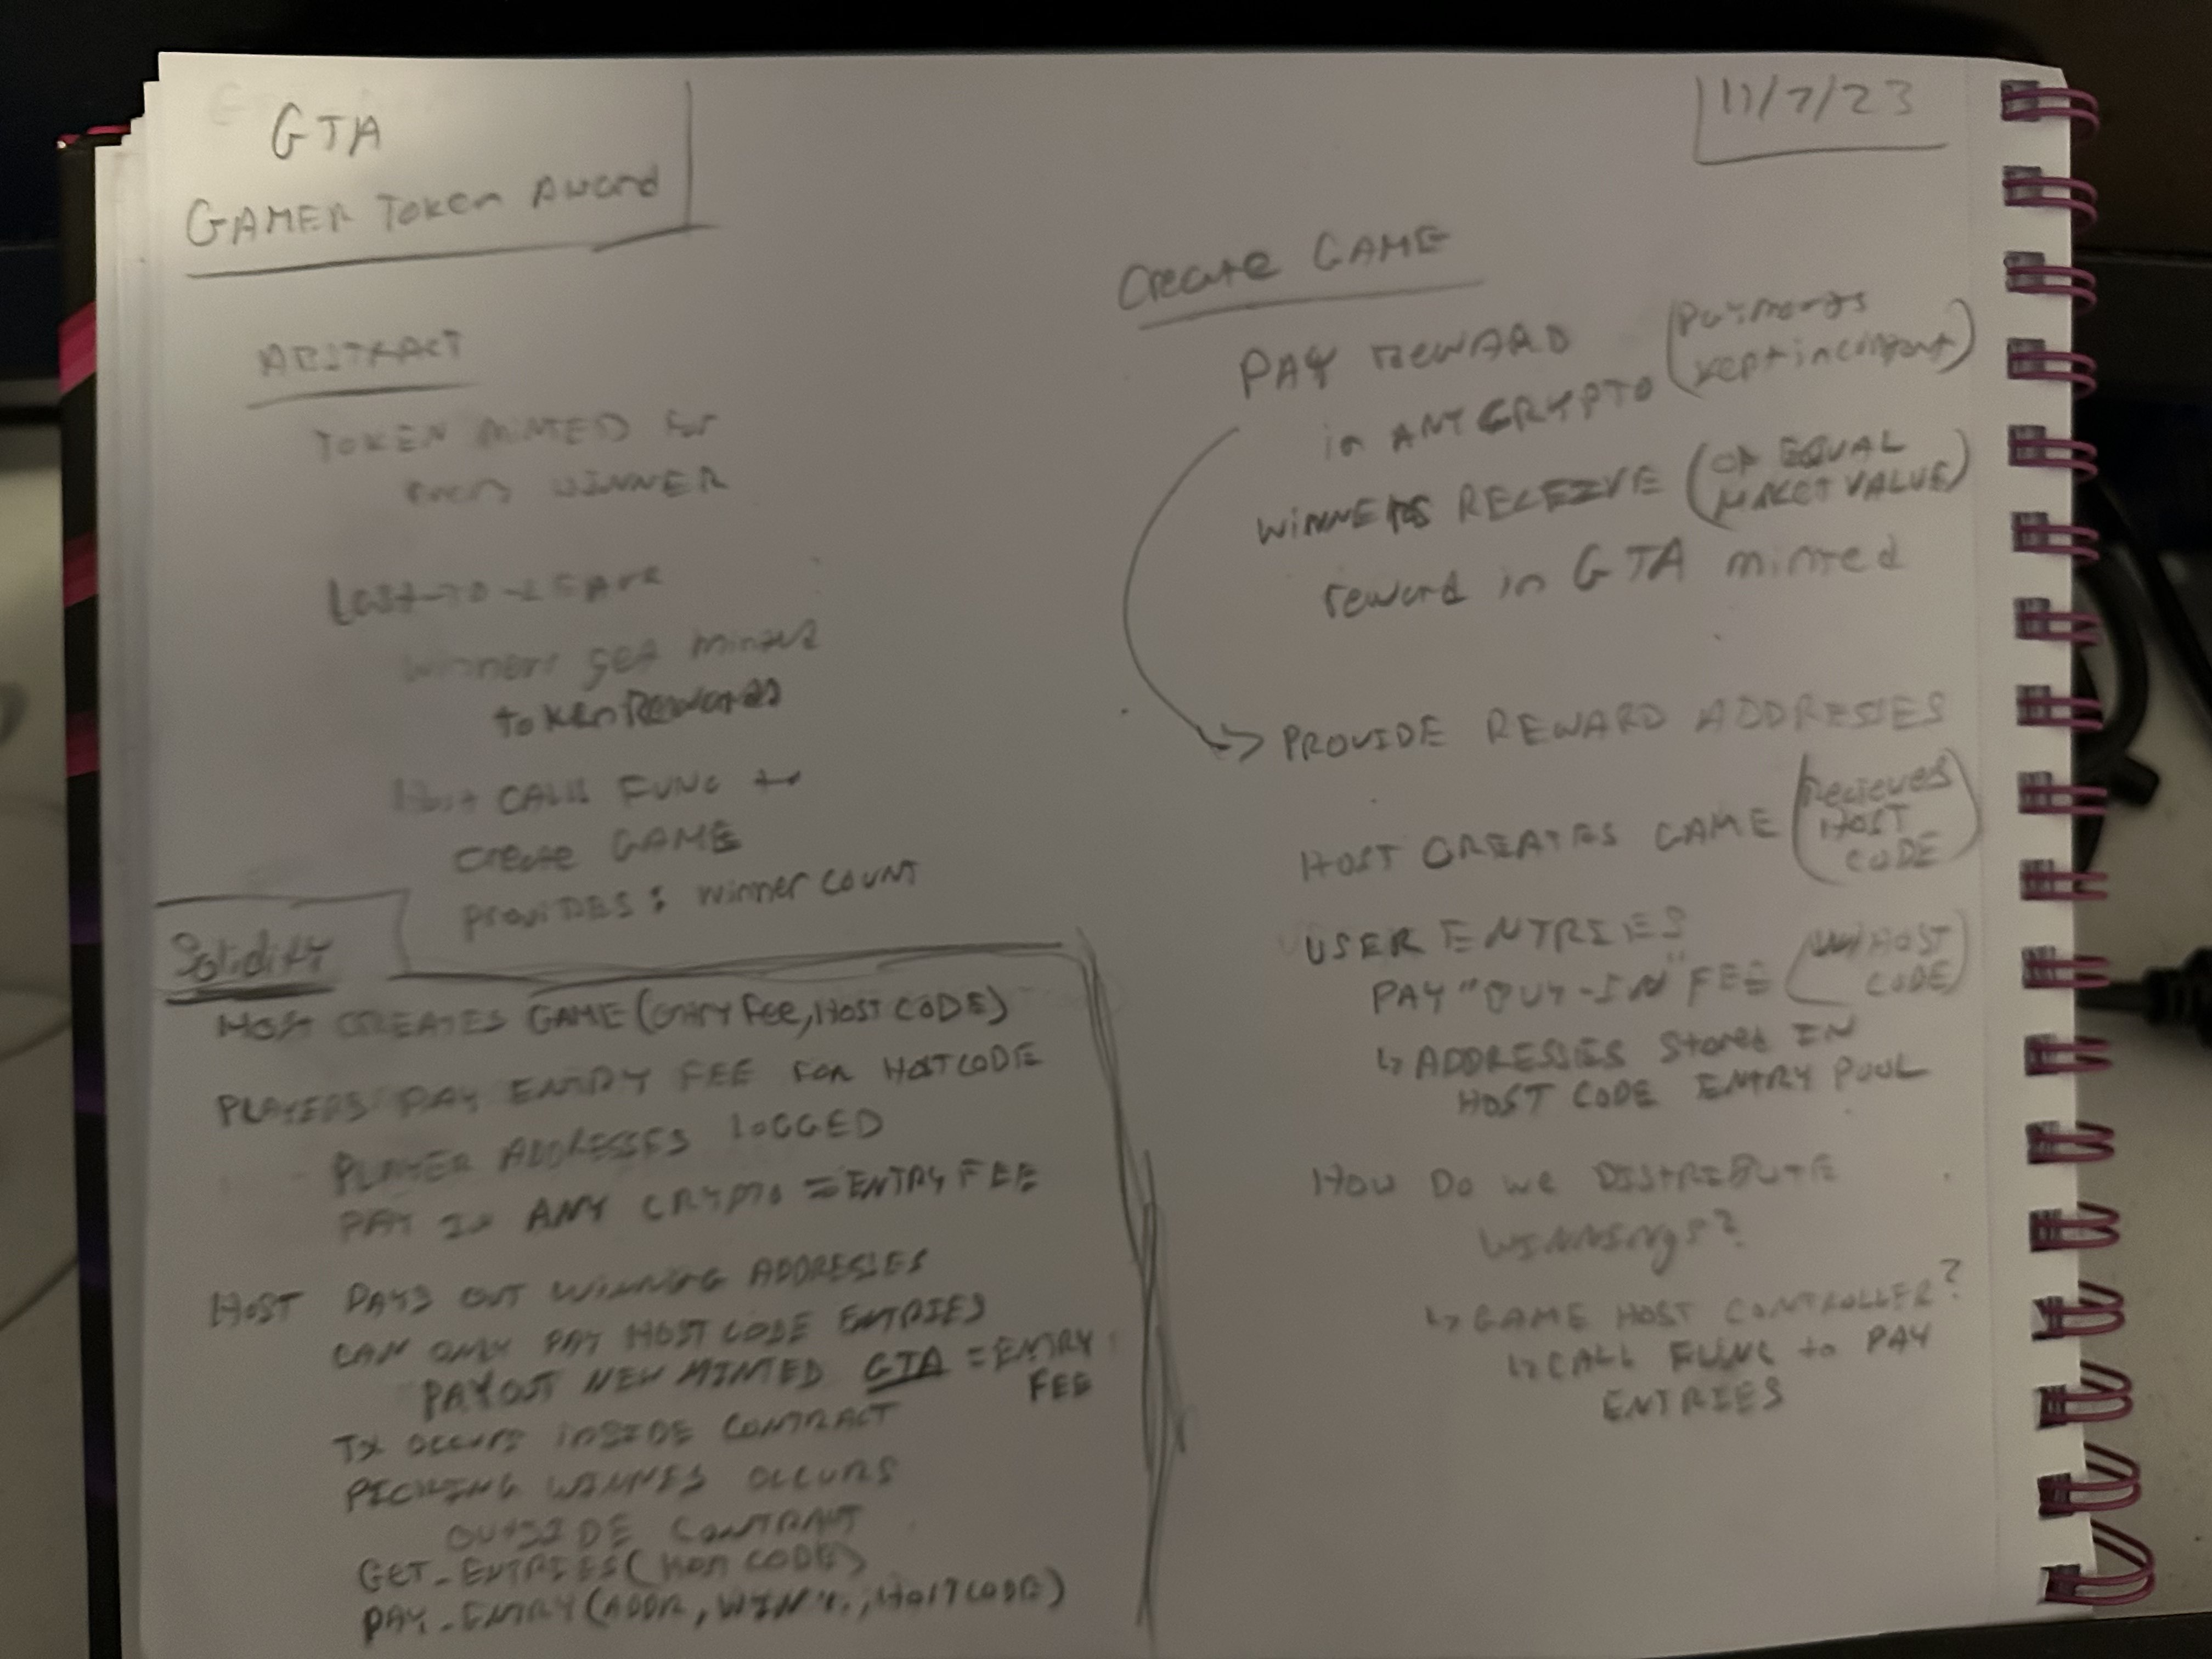 GTA
GAMER Token Award
11/7/23
ABSTRACT
TOKEN MINTED for
every WINNER
LAST-TO-LEAVE
winners get minted
token Rewards
Host CALLS FUNC to
create GAME
PROVIDES: winner count
Solidity
HOST CREATES GAME (Entry Fee, HOST CODE)
PLAYERS PAY ENTRY FEE FOR HOSTCODE
PLAYER ADDRESSES LOGGED
PAY IN ANY CRYPTO = ENTRY FEE
HOST PAYS OUT WINNING ADDRESSES
CAN ONLY PAY HOST CODE ENTRIES
PAYOUT NEW MINTED GTA = ENTRY
FEE
TX OCCURS INSIDE CONTRACT
PICKING WINNES OCCURS
OUTSIDE CONTRACT
GET_ENTRIES(HOST CODE)
PAY_ENTRY(ADDR, WIN %, HOSTCODE)
Create GAME
PAY REWARD (Payments
in ANY CRYPTO kept in contract)
WINNERS RECEIVE (OF EQUAL
MARKET VALUE)
reward in GTA minted
PROVIDE REWARD ADDRESSES
HOST CREATES GAME (Recieves
HOST
CODE)
USER ENTRIES
PAY "BUY-IN" FEE (w/ HOST
CODE)
↳ ADDRESSES Stored IN
HOST CODE ENTRY POOL
How Do we DISTRIBUTE
WINNINGS?
↳ GAME HOST CONTROLLER?
↳ CALL FUNC to PAY
ENTRIES